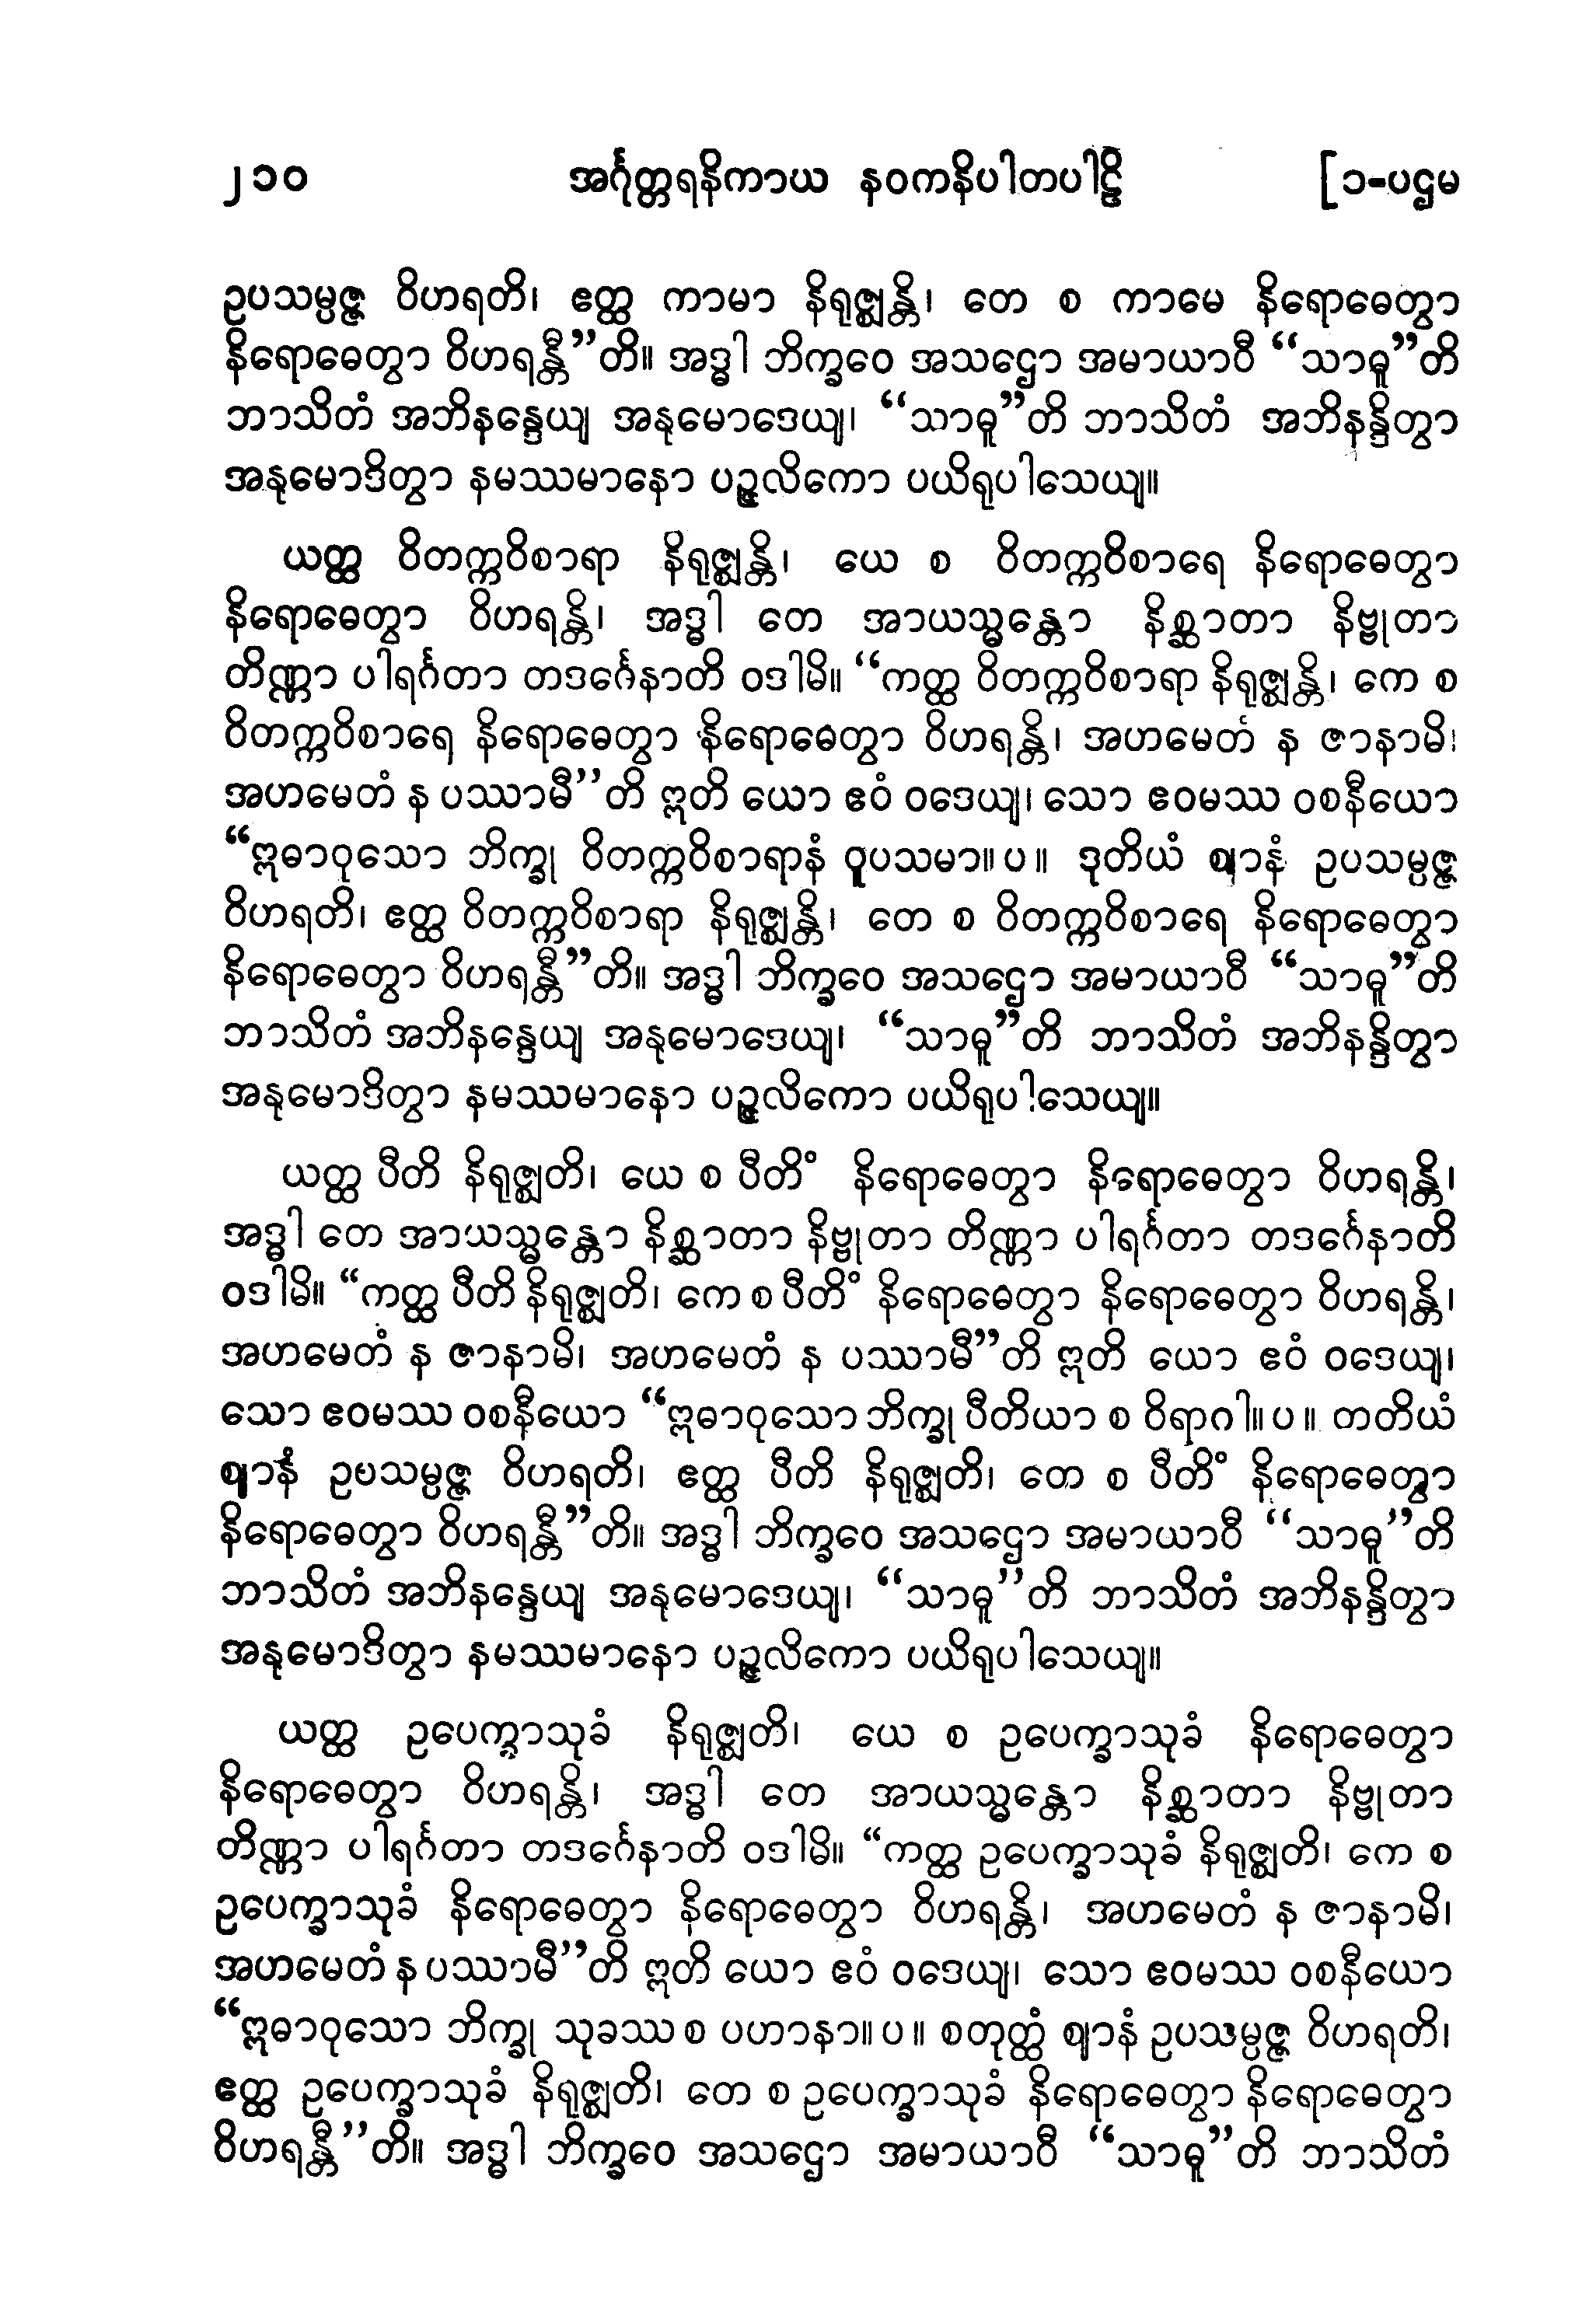 ၂၁၀ အင်္ဂုတ္တရနိကာယ နဝကနိပါတပါဠိ [၁-ပဌမ
ဥပသမ္ပဇ္ဇ ဝိဟရတိ၊ ဧတ္ထ ကာမာ နိရုဇ္ဈန္တိ၊ တေ စ ကာမေ နိရောဓေတွာ
နိရောဓေတွာ ဝိဟရန္တီ”တိ။ အဒ္ဓါ ဘိက္ခဝေ အသဌော အမာယာဝီ “သာဓူ”တိ
ဘာသိတံ အဘိနန္ဒေယျ အနုမောဒေယျ၊ “သာဓူ”တိ ဘာသိတံ အဘိနန္ဒိတွာ
အနုမောဒိတွာ နမဿမာနော ပဉ္ဇလိကော ပယိရုပါသေယျ။
ယတ္ထ ဝိတက္ကဝိစာရာ နိရုဇ္ဈန္တိ၊ ယေ စ ဝိတက္ကဝိစာရေ နိရောဓေတွာ
နိရောဓေတွာ ဝိဟရန္တိ၊ အဒ္ဓါ တေ အာယသ္မန္တော နိစ္ဆာတာ နိဗ္ဗုတာ
တိဏ္ဏာ ပါရင်္ဂတာ တဒင်္ဂေနာတိ ဝဒါမိ။ “ကတ္ထ ဝိတက္ကဝိစာရာ နိရုဇ္ဈန္တိ၊ ကေ စ
ဝိတက္ကဝိစာရေ နိရောဓေတွာ နိရောဓေတွာ ဝိဟရန္တိ၊ အဟမေတံ န ဇာနာမိ၊
အဟမေတံ န ပဿာမီ”တိ ဣတိ ယော ဧဝံ ဝဒေယျ၊ သော ဧဝမဿ ဝစနီယော
“ဣဓာဝုသော ဘိက္ခု ဝိတက္ကဝိစာရာနံ ဝူပသမာ။ပ။ ဒုတိယံ ဈာနံ ဥပသမ္ပဇ္ဇ
ဝိဟရတိ၊ ဧတ္ထ ဝိတက္ကဝိစာရာ နိရုဇ္ဈန္တိ၊ တေ စ ဝိတက္ကဝိစာရေ နိရောဓေတွာ
နိရောဓေတွာ ဝိဟရန္တီ”တိ။ အဒ္ဓါ ဘိက္ခဝေ အသဌော အမာယာဝီ “သာဓူ”တိ
ဘာသိတံ အဘိနန္ဒေယျ အနုမောဒေယျ၊ “သာဓူ”တိ ဘာသိတံ အဘိနန္ဒိတွာ
အနုမောဒိတွာ နမဿမာနော ပဉ္ဇလိကော ပယိရုပါသေယျ။
ယတ္ထ ပီတိ နိရုဇ္ဈတိ၊ ယေ စ ပီတိံ နိရောဓေတွာ နိရောဓေတွာ ဝိဟရန္တိ၊
အဒ္ဓါ တေ အာယသ္မန္တော နိစ္ဆာတာ နိဗ္ဗုတာ တိဏ္ဏာ ပါရင်္ဂတာ တဒင်္ဂေနာတိ
ဝဒါမိ။ “ကတ္ထ ပီတိ နိရုဇ္ဈတိ၊ ကေ စ ပီတိံ နိရောဓေတွာ နိရောဓေတွာ ဝိဟရန္တိ၊
အဟမေတံ န ဇာနာမိ၊ အဟမေတံ န ပဿာမီ”တိ ဣတိ ယော ဧဝံ ဝဒေယျ၊
သော ဧဝမဿ ဝစနီယော “ဣဓာဝုသော ဘိက္ခု ပီတိယာ စ ဝိရာဂါ။ပ။ တတိယံ
ဈာနံ ဥပသမ္ပဇ္ဇ ဝိဟရတိ၊ ဧတ္ထ ပီတိ နိရုဇ္ဈတိ၊ တေ စ ပီတိံ နိရောဓေတွာ
နိရောဓေတွာ ဝိဟရန္တီ”တိ။ အဒ္ဓါ ဘိက္ခဝေ အသဌော အမာယာဝီ “သာဓူ”တိ
ဘာသိတံ အဘိနန္ဒေယျ အနုမောဒေယျ၊ “သာဓူ”တိ ဘာသိတံ အဘိနန္ဒိတွာ
အနုမောဒိတွာ နမဿမာနော ပဉ္ဇလိကော ပယိရုပါသေယျ။
ယတ္ထ ဥပေက္ခာသုခံ နိရုဇ္ဈတိ၊ ယေ စ ဥပေက္ခာသုခံ နိရောဓေတွာ
နိရောဓေတွာ ဝိဟရန္တိ၊ အဒ္ဓါ တေ အာယသ္မန္တော နိစ္ဆာတာ နိဗ္ဗုတာ
တိဏ္ဏာ ပါရင်္ဂတာ တဒင်္ဂေနာတိ ဝဒါမိ။ “ကတ္ထ ဥပေက္ခာသုခံ နိရုဇ္ဈတိ၊ ကေ စ
ဥပေက္ခာသုခံ နိရောဓေတွာ နိရောဓေတွာ ဝိဟရန္တိ၊ အဟမေတံ န ဇာနာမိ၊
အဟမေတံ န ပဿာမီ”တိ ဣတိ ယော ဧဝံ ဝဒေယျ၊ သော ဧဝမဿ ဝစနီယော
“ဣဓာဝုသော ဘိက္ခု သုခဿ စ ပဟာနာ။ပ။ စတုတ္ထံ ဈာနံ ဥပသမ္ပဇ္ဇ ဝိဟရတိ၊
ဧတ္ထ ဥပေက္ခာသုခံ နိရုဇ္ဈတိ၊ တေ စ ဥပေက္ခာသုခံ နိရောဓေတွာ နိရောဓေတွာ
ဝိဟရန္တီ”တိ။ အဒ္ဓါ ဘိက္ခဝေ အသဌော အမာယာဝီ “သာဓူ”တိ ဘာသိတံ